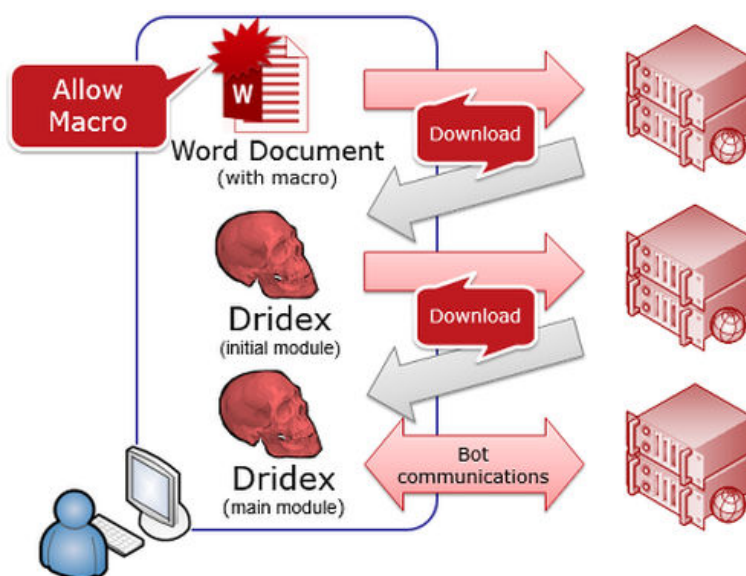 Allow
Macro
W
Word Document
(with macro)
Download
Dridex
(initial module)
Download
Dridex
(main module)
Bot
communications